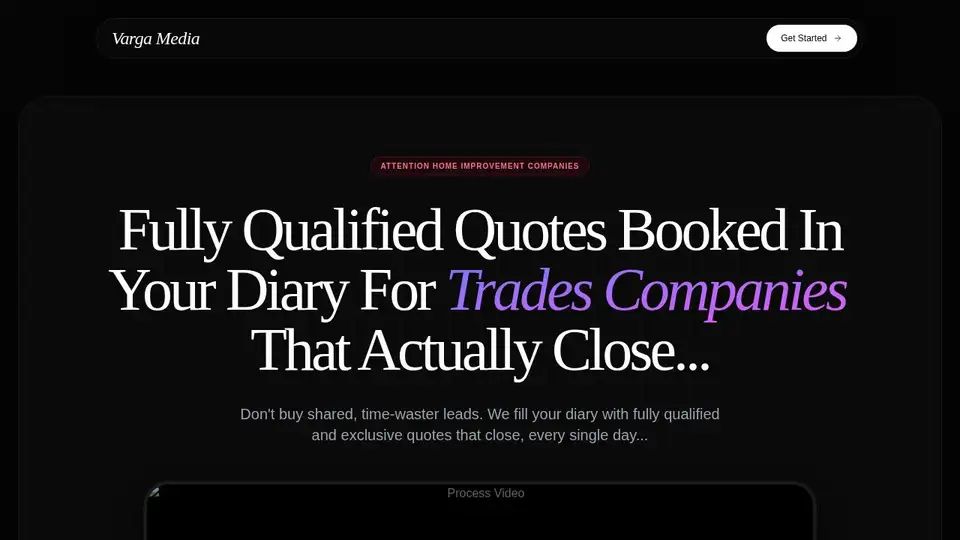 Varga Media
Get Started
ATTENTION HOME IMPROVEMENT COMPANIES
Fully Qualified Quotes Booked In
Your Diary For Trades Companies
That Actually Close...
Don't buy shared, time-waster leads. We fill your diary with fully qualified
and exclusive quotes that close, every single day...
Process Video